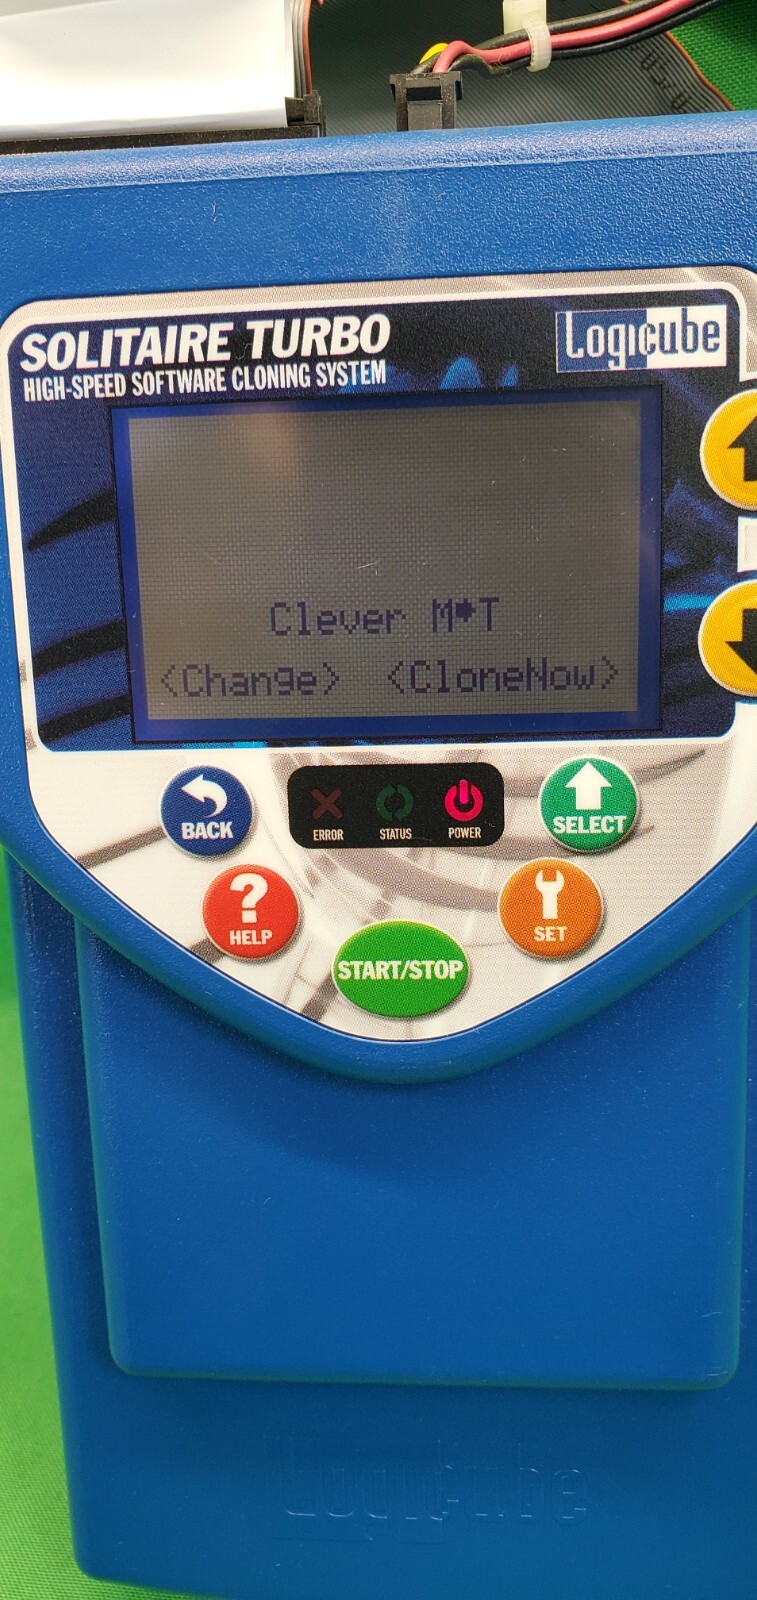 SOLITAIRE TURBO
HIGH-SPEED SOFTWARE CLONING SYSTEM
Logicube
Clever M➧T
<Change> <CloneNow>
BACK
ERROR STATUS POWER
SELECT
HELP
SET
START/STOP
Logicube